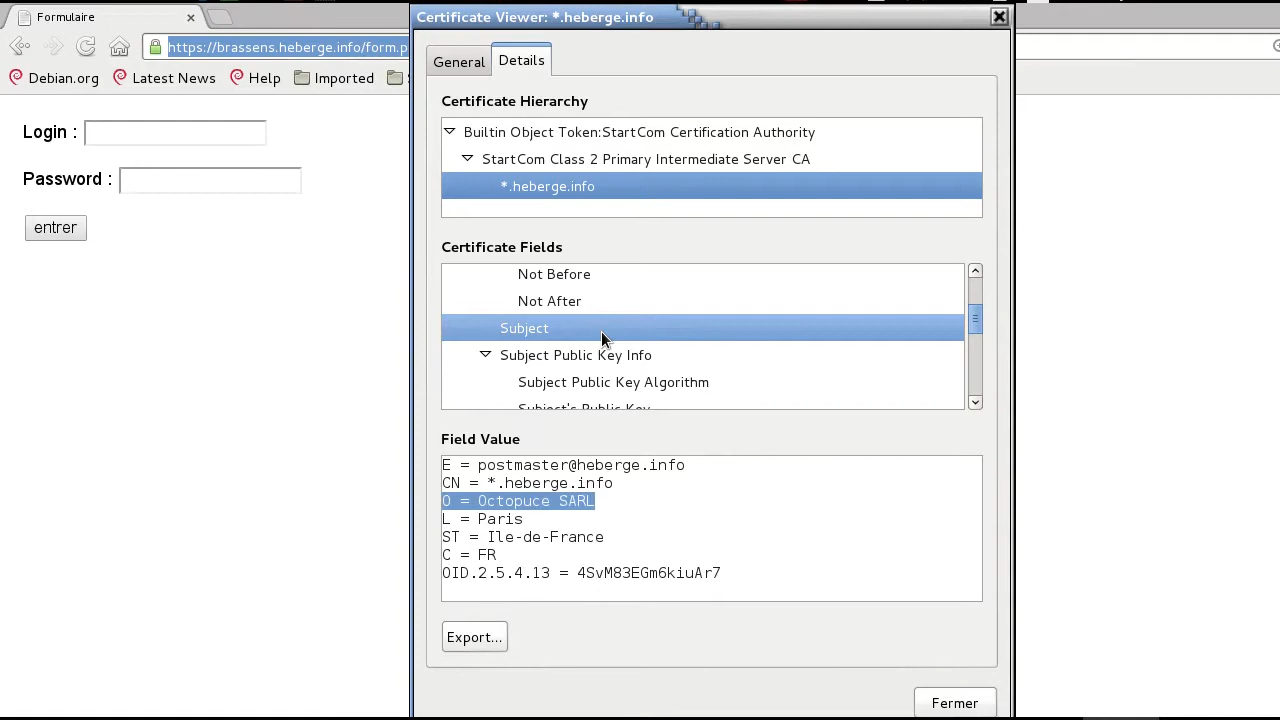 Formulaire
Certificate Viewer: *.heberge.info
https://brassens.heberge.info/form.p
Debian.org
Latest News
Help
Imported
General
Details
Certificate Hierarchy
Builtin Object Token:StartCom Certification Authority
StartCom Class 2 Primary Intermediate Server CA
*.heberge.info
Login :
Password :
entrer
Certificate Fields
Not Before
Not After
Subject
Subject Public Key Info
Subject Public Key Algorithm
Subject's Public Key
Field Value
E = postmaster@heberge.info
CN = *.heberge.info
O = Octopuce SARL
L = Paris
ST = Ile-de-France
C = FR
OID.2.5.4.13 = 4SvM83EGm6kiuAr7
Export...
Fermer